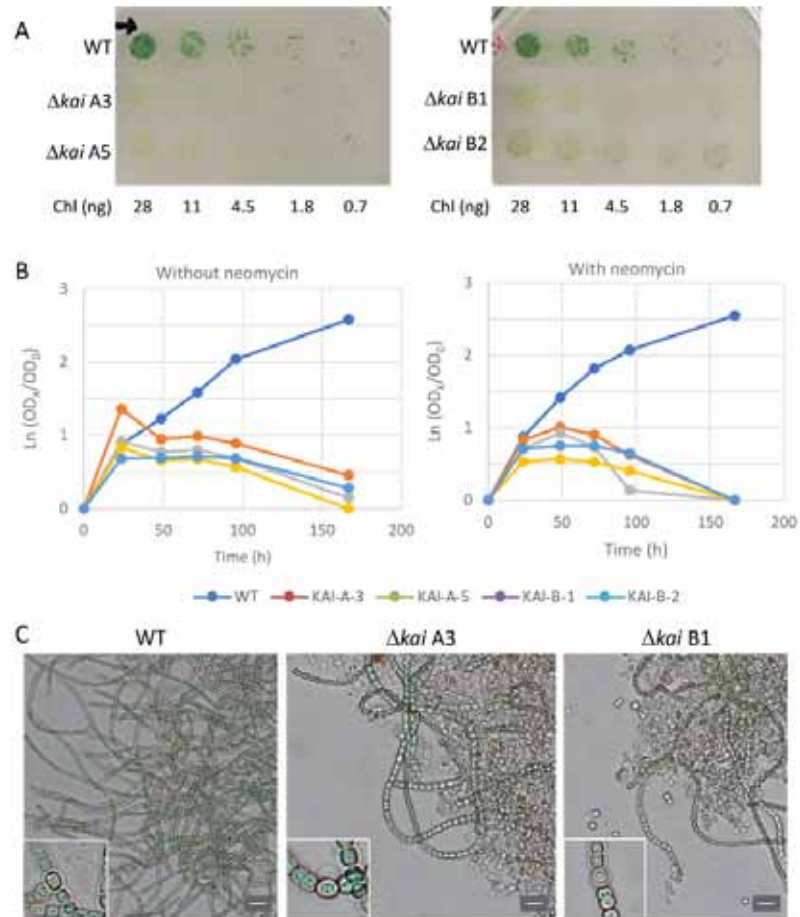 A
WT
Δkai A3
Δkai A5
Chl (ng) 28 11 4.5 1.8 0.7
WT
Δkai B1
Δkai B2
Chl (ng) 28 11 4.5 1.8 0.7
B
Without neomycin
3
2
1
0
Ln (ODₓ/OD₀)
0 50 100 150 200
Time (h)
With neomycin
3
2
1
0
Ln (ODₓ/OD₀)
0 50 100 150 200
Time (h)
WT KAI-A-3 KAI-A-5 KAI-B-1 KAI-B-2
C
WT
Δkai A3
Δkai B1